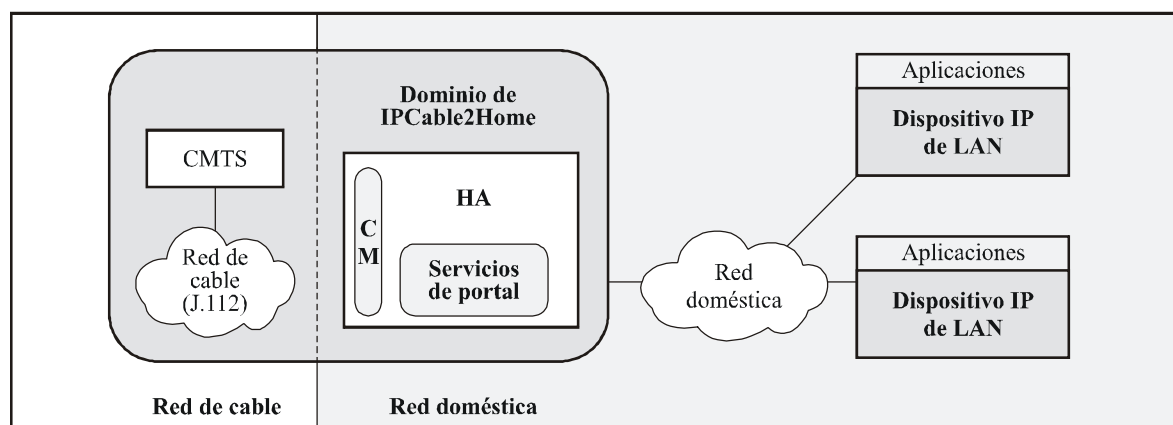 Dominio de
IPCable2Home
CMTS
Red de
cable
(J.112)
C
M
HA
Servicios
de portal
Red
doméstica
Aplicaciones
Dispositivo IP
de LAN
Aplicaciones
Dispositivo IP
de LAN
Red de cable
Red doméstica